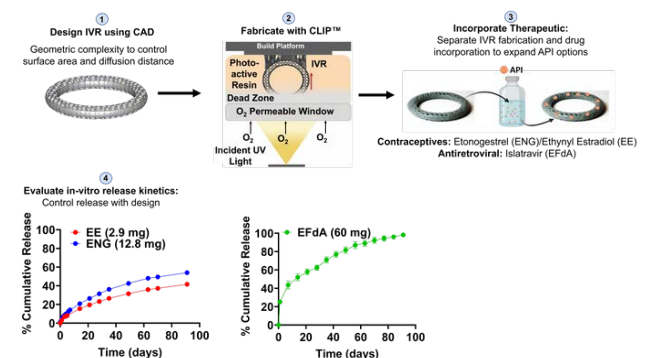 1
Design IVR using CAD
Geometric complexity to control
surface area and diffusion distance
2
Fabricate with CLIP™
Build Platform
Photo-
active
Resin
IVR
Dead Zone
O2 Permeable Window
O2 O2 O2
Incident UV
Light
3
Incorporate Therapeutic:
Separate IVR fabrication and drug
incorporation to expand API options
API
Contraceptives: Etonogestrel (ENG)/Ethynyl Estradiol (EE)
Antiretroviral: Islatravir (EFdA)
4
Evaluate in-vitro release kinetics:
Control release with design
% Cumulative Release
100
80
60
40
20
0
EE (2.9 mg)
ENG (12.8 mg)
0 20 40 60 80 100
Time (days)
% Cumulative Release
100
80
60
40
20
0
EFdA (60 mg)
0 20 40 60 80 100
Time (days)